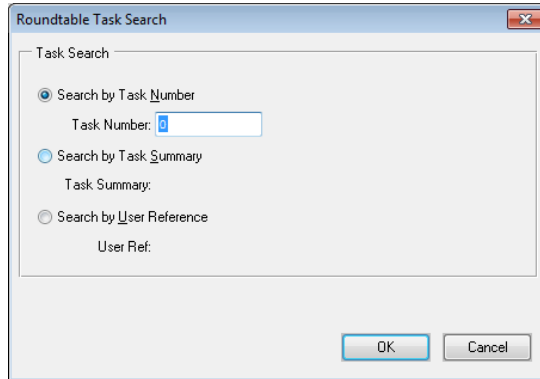 Roundtable Task Search
Task Search
Search by Task Number
Task Number: 0
Search by Task Summary
Task Summary:
Search by User Reference
User Ref:
OK Cancel